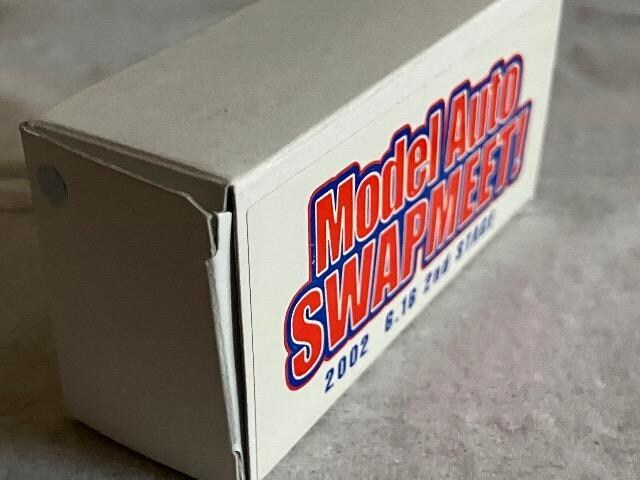 Model Auto
SWAPMEET!
2002 6.16 2nd STAGE